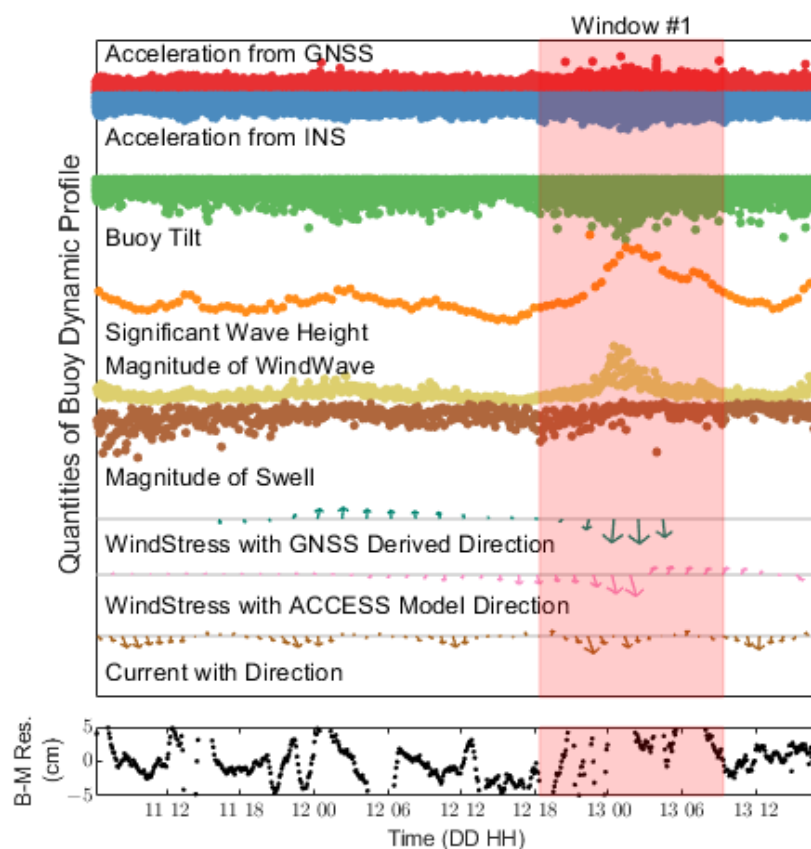 Window #1
Acceleration from GNSS
Acceleration from INS
Buoy Tilt
Significant Wave Height
Magnitude of WindWave
Magnitude of Swell
WindStress with GNSS Derived Direction
WindStress with ACCESS Model Direction
Current with Direction
Quantities of Buoy Dynamic Profile
B-M Res.
(cm)
5
0
−5
11 12 11 18 12 00 12 06 12 12 12 18 13 00 13 06 13 12
Time (DD HH)